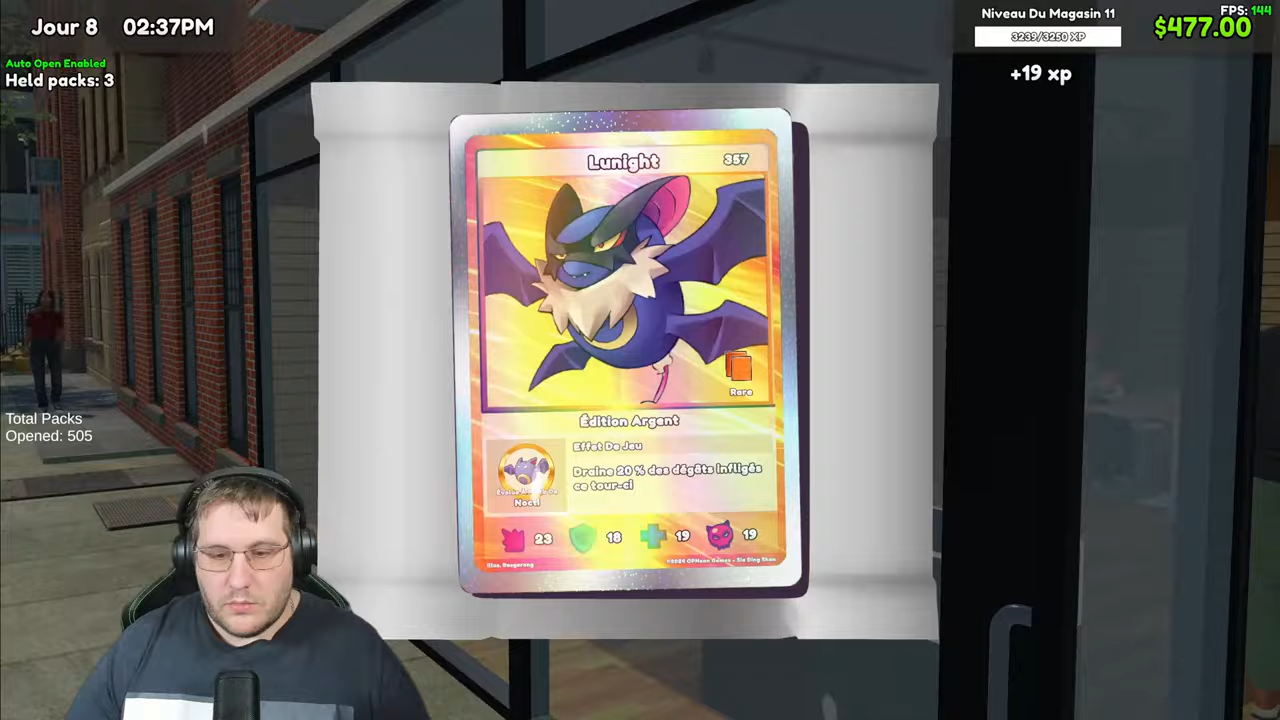 Jour 8 02:37PM
Auto Open Enabled
Held packs: 3
Niveau Du Magasin 11
3239/3250 XP
FPS: 144
$477.00
+19 xp
Lunight 357
Rare
Édition Argent
Effet De Jeu
Draine 20 % des dégâts infligés
ce tour-ci
Nocti
23 18 19 19
Total Packs
Opened: 505